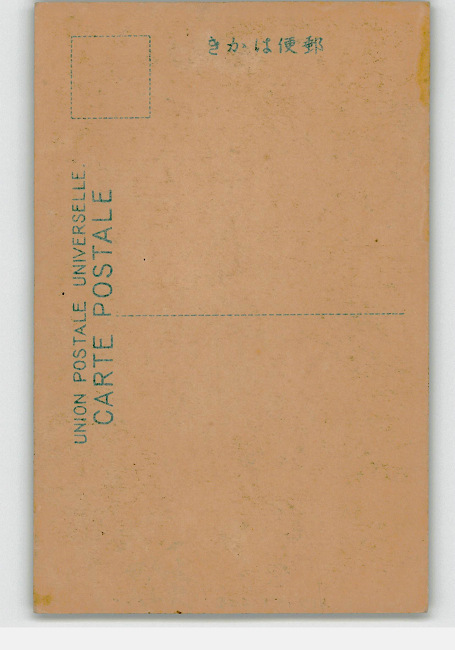 きかは便郵
UNION POSTALE UNIVERSELLE.
CARTE POSTALE